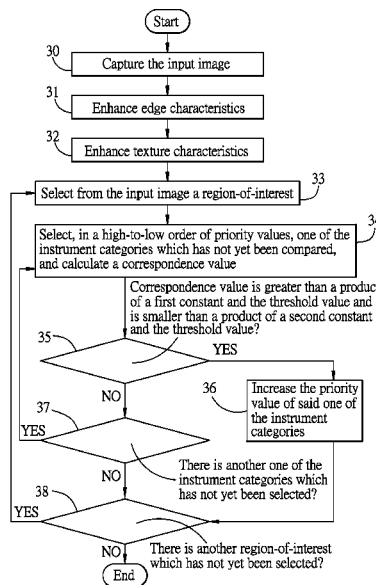 Start
30
Capture the input image
31
Enhance edge characteristics
32
Enhance texture characteristics
33
Select from the input image a region-of-interest
34
Select, in a high-to-low order of priority values, one of the
instrument categories which has not yet been compared,
and calculate a correspondence value
Correspondence value is greater than a product
of a first constant and the threshold value and
is smaller than a product of a second constant
and the threshold value?
35
YES
NO
36
Increase the priority
value of said one of
the instrument
categories
37
YES
There is another one of the
instrument categories which
has not yet been selected?
NO
38
YES
NO
There is another region-of-interest
which has not yet been selected?
End